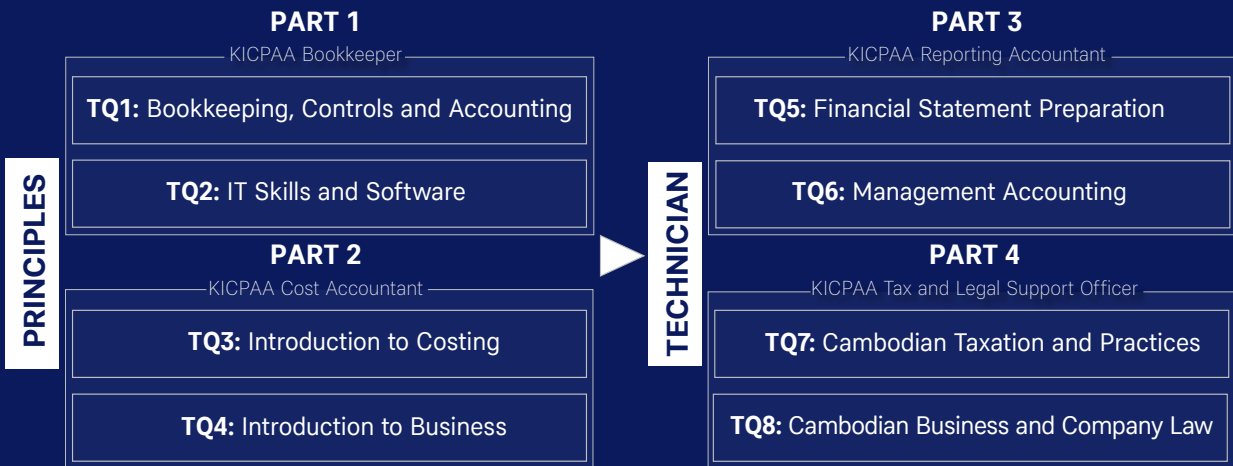 PRINCIPLES
PART 1
KICPAA Bookkeeper
TQ1: Bookkeeping, Controls and Accounting
TQ2: IT Skills and Software
PART 2
KICPAA Cost Accountant
TQ3: Introduction to Costing
TQ4: Introduction to Business
TECHNICIAN
PART 3
KICPAA Reporting Accountant
TQ5: Financial Statement Preparation
TQ6: Management Accounting
PART 4
KICPAA Tax and Legal Support Officer
TQ7: Cambodian Taxation and Practices
TQ8: Cambodian Business and Company Law